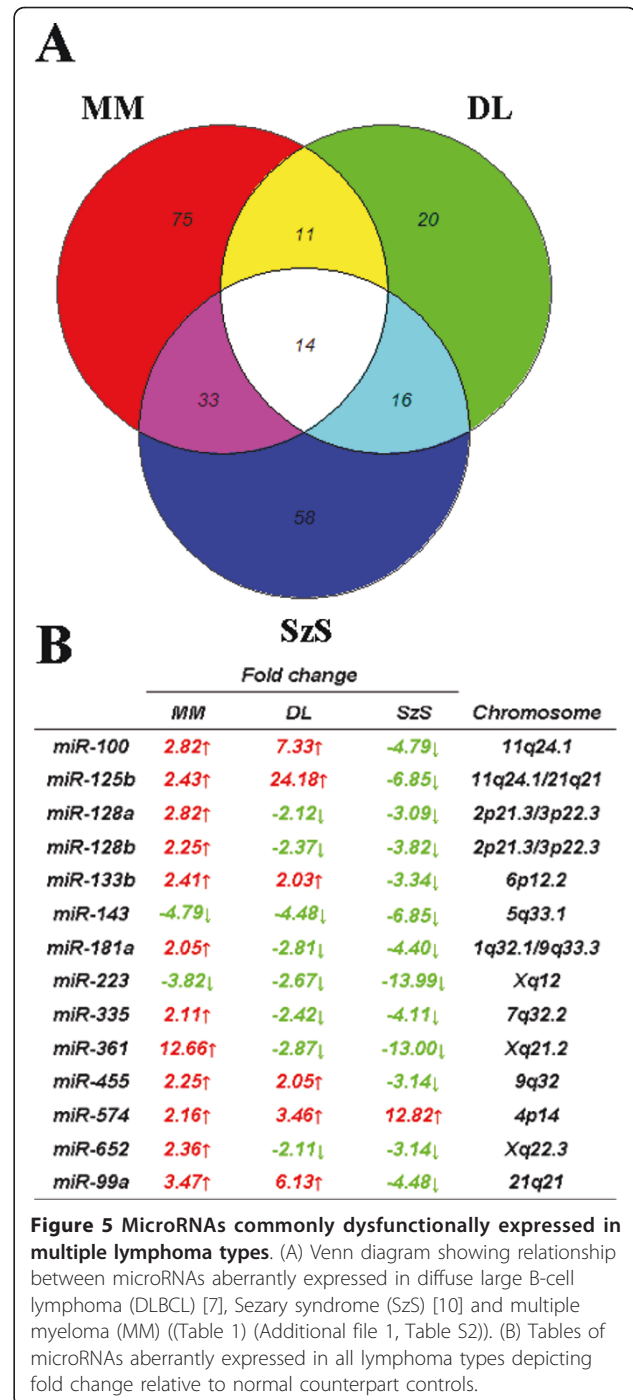 A
MM DL
75 11 20
14
33 16
58
SzS
B
Fold change
MM DL SzS Chromosome
miR-100 2.82↑ 7.33↑ -4.79↓ 11q24.1
miR-125b 2.43↑ 24.18↑ -6.85↓ 11q24.1/21q21
miR-128a 2.82↑ -2.12↓ -3.09↓ 2p21.3/3p22.3
miR-128b 2.25↑ -2.37↓ -3.82↓ 2p21.3/3p22.3
miR-133b 2.41↑ 2.03↑ -3.34↓ 6p12.2
miR-143 -4.79↓ -4.48↓ -6.85↓ 5q33.1
miR-181a 2.05↑ -2.81↓ -4.40↓ 1q32.1/9q33.3
miR-223 -3.82↓ -2.67↓ -13.99↓ Xq12
miR-335 2.11↑ -2.42↓ -4.11↓ 7q32.2
miR-361 12.66↑ -2.87↓ -13.00↓ Xq21.2
miR-455 2.25↑ 2.05↑ -3.14↓ 9q32
miR-574 2.16↑ 3.46↑ 12.82↑ 4p14
miR-652 2.36↑ -2.11↓ -3.14↓ Xq22.3
miR-99a 3.47↑ 6.13↑ -4.48↓ 21q21
Figure 5 MicroRNAs commonly dysfunctionally expressed in
multiple lymphoma types. (A) Venn diagram showing relationship
between microRNAs aberrantly expressed in diffuse large B-cell
lymphoma (DLBCL) [7], Sezary syndrome (SzS) [10] and multiple
myeloma (MM) ((Table 1) (Additional file 1, Table S2)). (B) Tables of
microRNAs aberrantly expressed in all lymphoma types depicting
fold change relative to normal counterpart controls.